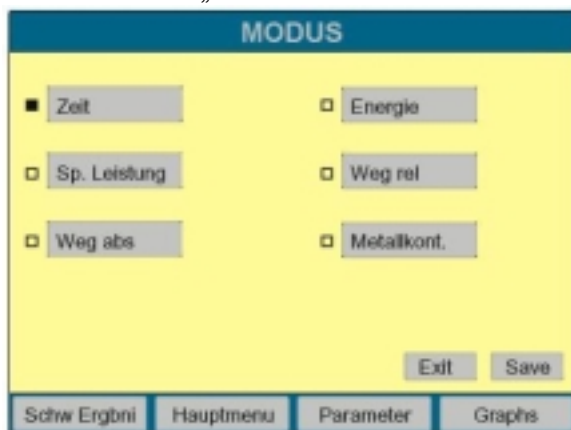 „
MODUS
Zeit
Energie
Sp. Leistung
Weg rel
Weg abs
Metallkont.
Exit
Save
Schw Ergbni
Hauptmenu
Parameter
Graphs